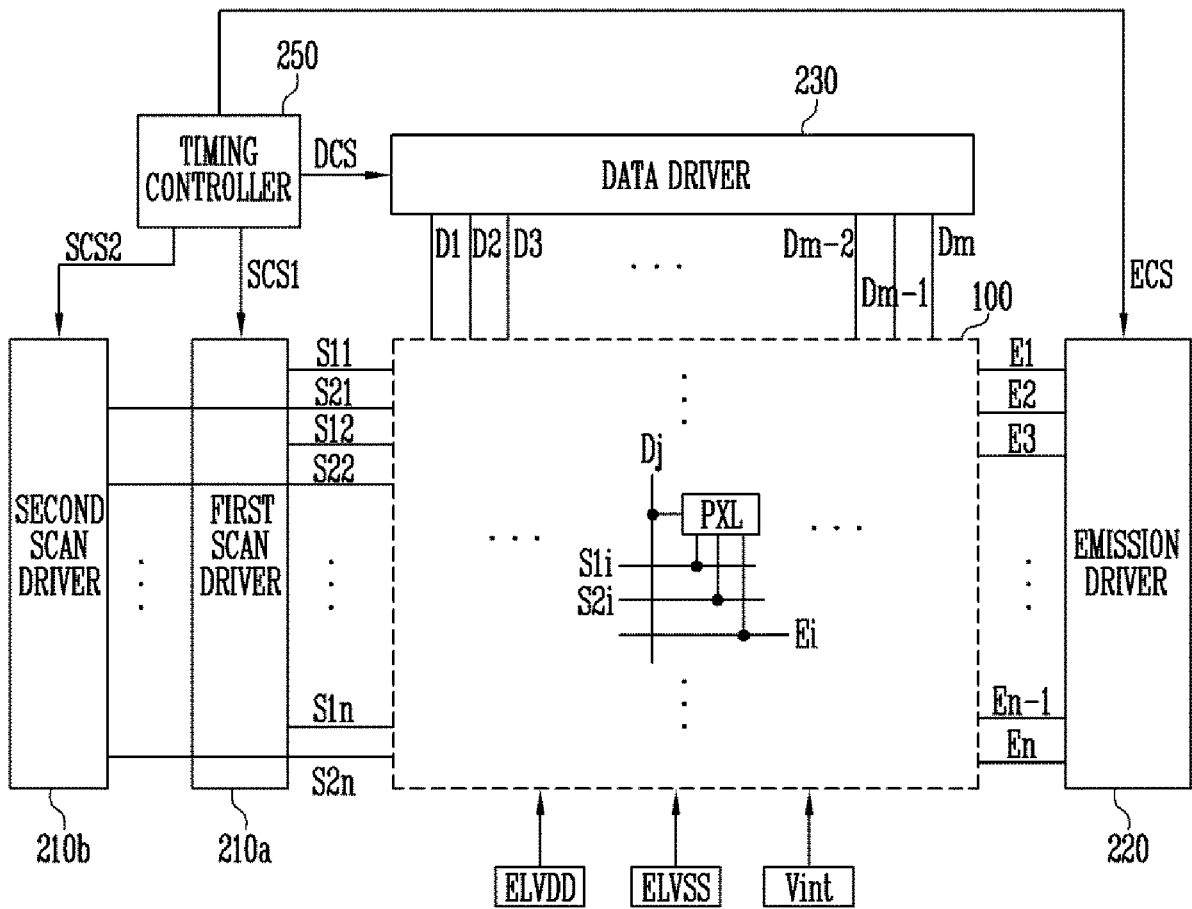 250
230
TIMING
CONTROLLER
DCS
DATA DRIVER
SCS2
SCS1
D1
D2
D3
. . .
Dm-2
Dm-1
Dm
ECS
100
S11
S21
S12
S22
E1
E2
E3
SECOND
SCAN
DRIVER
FIRST
SCAN
DRIVER
Dj
PXL
S1i
S2i
Ei
EMISSION
DRIVER
S1n
S2n
En-1
En
210b
210a
220
ELVDD
ELVSS
Vint